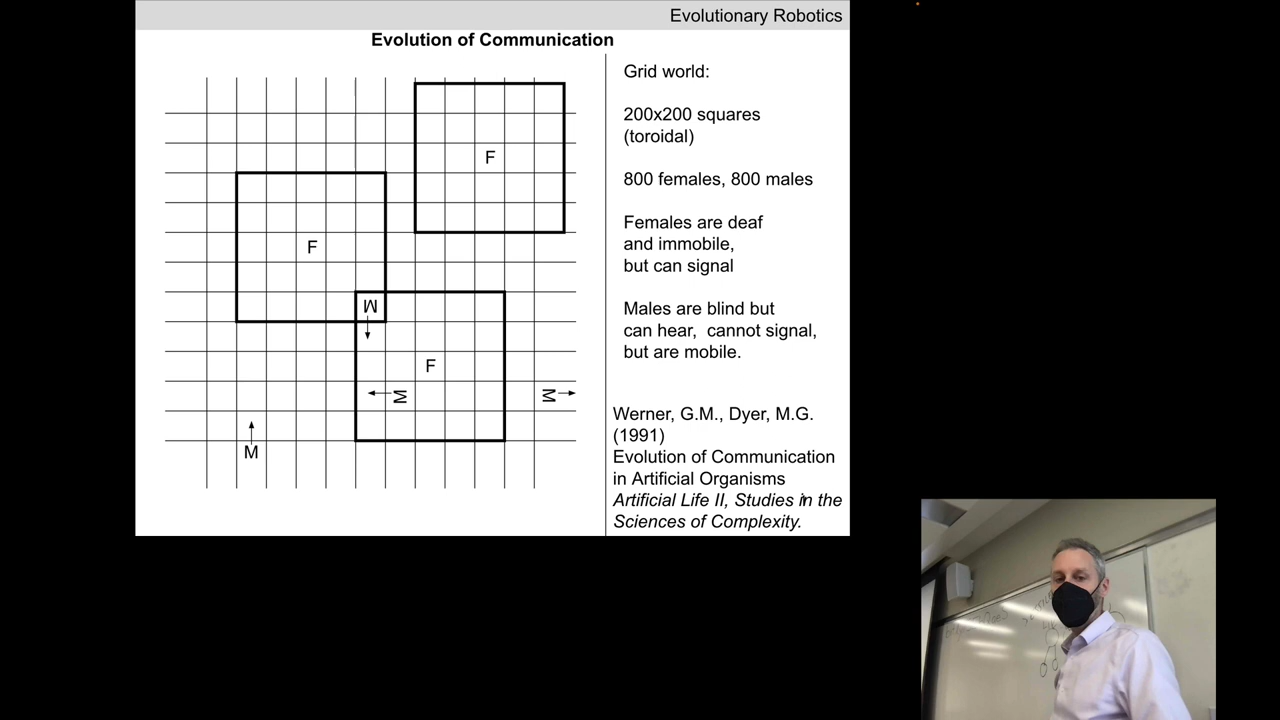 Evolutionary Robotics
Evolution of Communication
F
F
M
F
M
M
M
Grid world:
200x200 squares
(toroidal)
800 females, 800 males
Females are deaf
and immobile,
but can signal
Males are blind but
can hear, cannot signal,
but are mobile.
Werner, G.M., Dyer, M.G.
(1991)
Evolution of Communication
in Artificial Organisms
Artificial Life II, Studies in the
Sciences of Complexity.